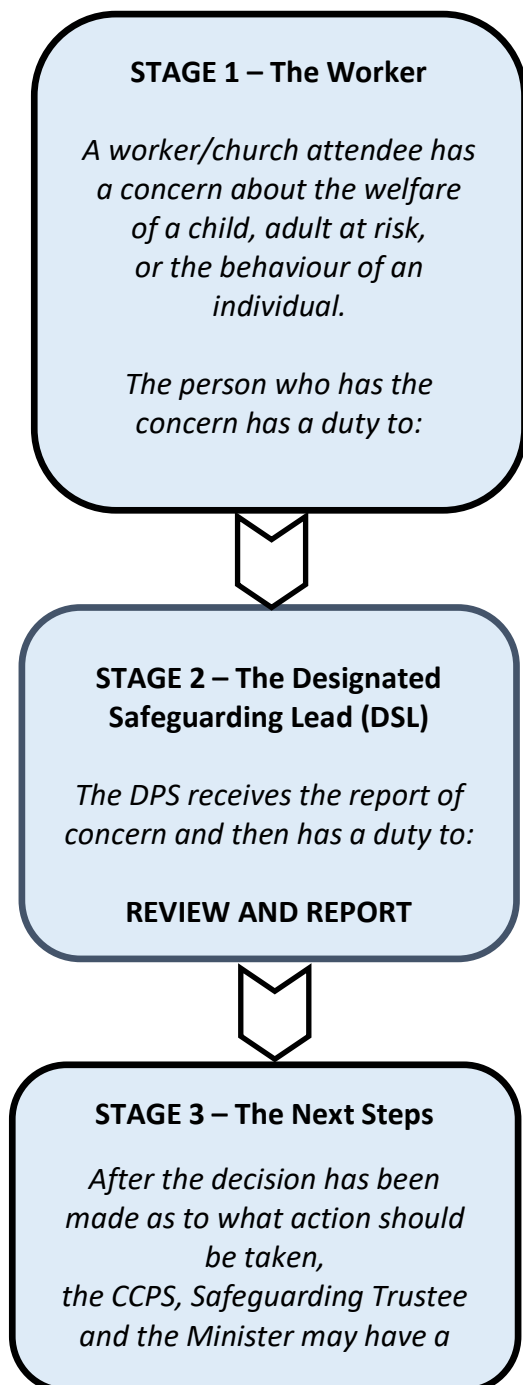 STAGE 1 – The Worker
A worker/church attendee has
a concern about the welfare
of a child, adult at risk,
or the behaviour of an
individual.
The person who has the
concern has a duty to:
STAGE 2 – The Designated
Safeguarding Lead (DSL)
The DPS receives the report of
concern and then has a duty to:
REVIEW AND REPORT
STAGE 3 – The Next Steps
After the decision has been
made as to what action should
be taken,
the CCPS, Safeguarding Trustee
and the Minister may have a